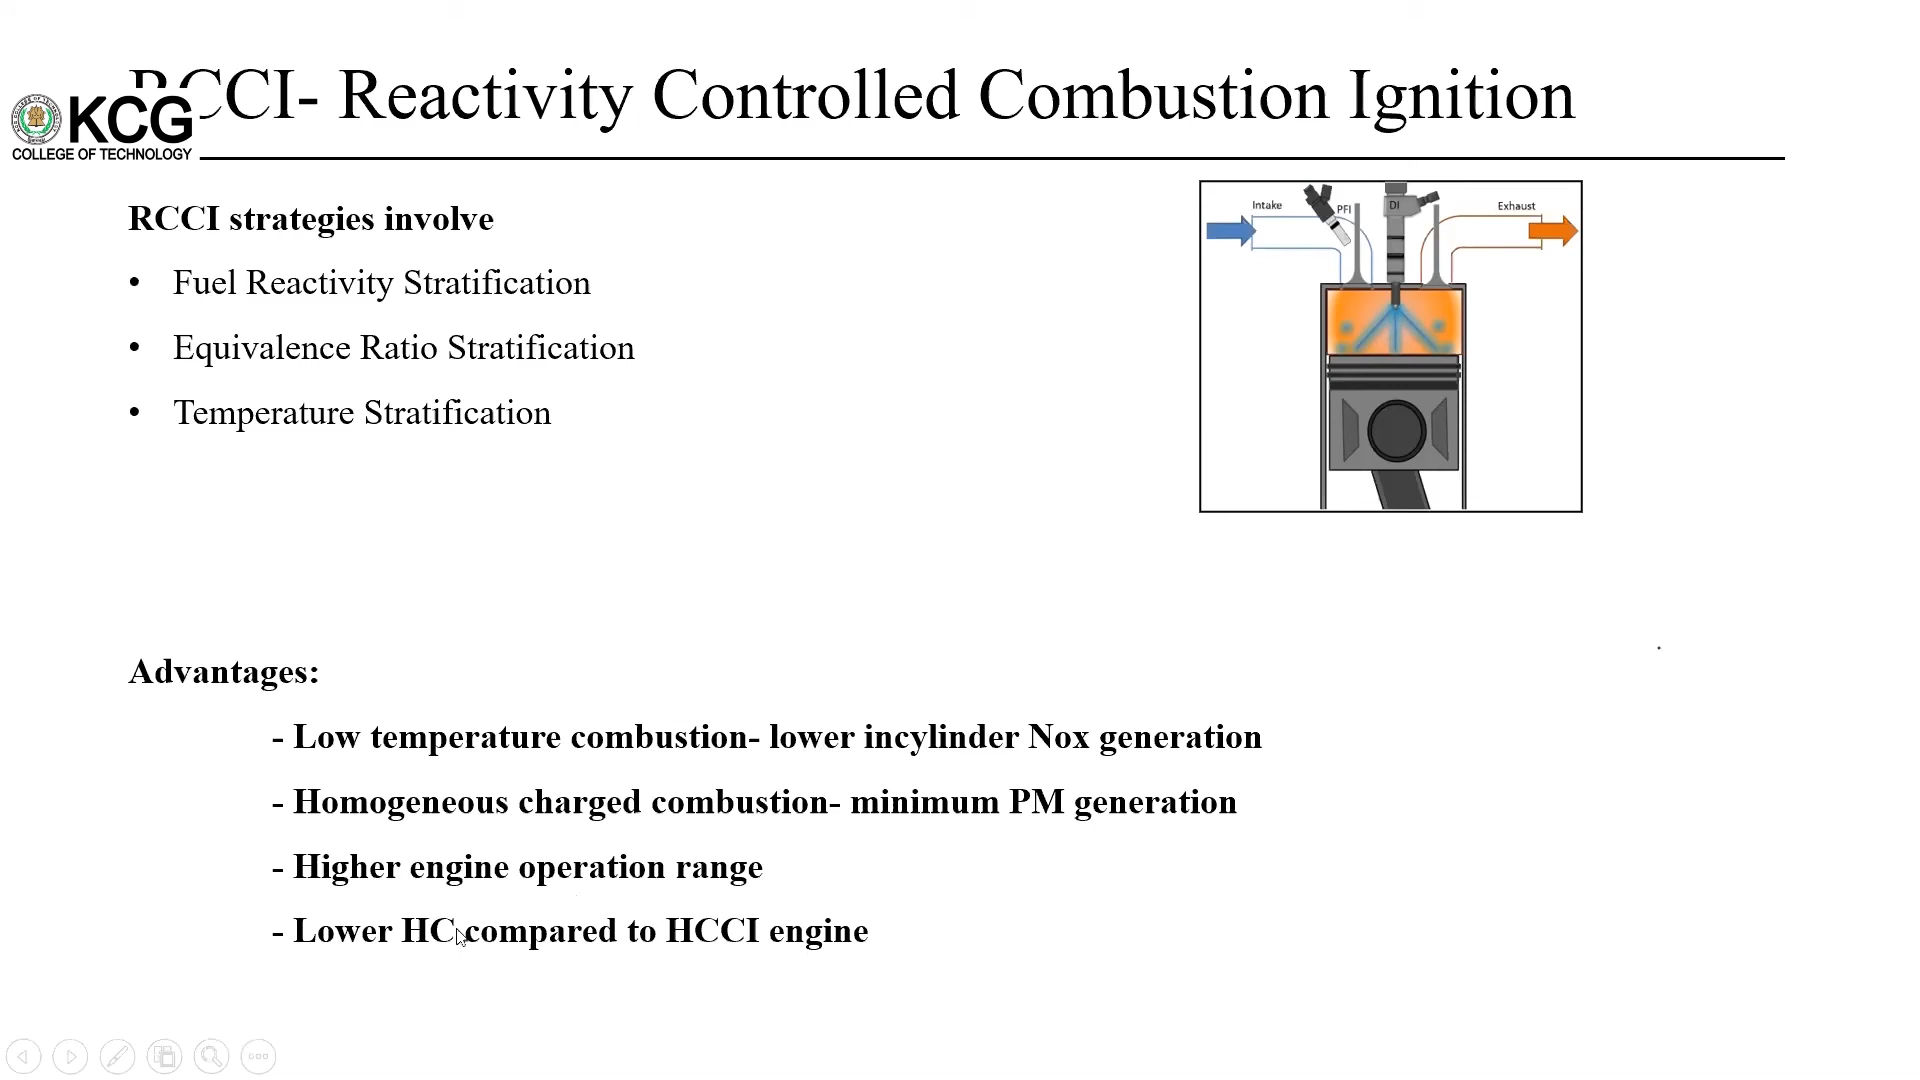 RCCI- Reactivity Controlled Combustion Ignition
KCG
COLLEGE OF TECHNOLOGY
RCCI strategies involve
• Fuel Reactivity Stratification
• Equivalence Ratio Stratification
• Temperature Stratification
Intake
PFI
DI
Exhaust
Advantages:
- Low temperature combustion- lower incylinder Nox generation
- Homogeneous charged combustion- minimum PM generation
- Higher engine operation range
- Lower HC compared to HCCI engine